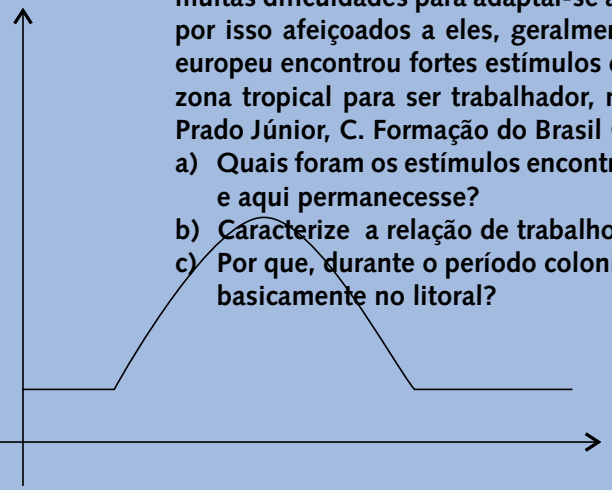 muitas dificuldades para adaptar-se a
por isso afeiçoados a eles, geralmen
europeu encontrou fortes estímulos
zona tropical para ser trabalhador,
Prado Júnior, C. Formação do Brasil
a) Quais foram os estímulos encontr
e aqui permanecesse?
b) Caracterize a relação de trabalho
c) Por que, durante o período coloni
basicamente no litoral?